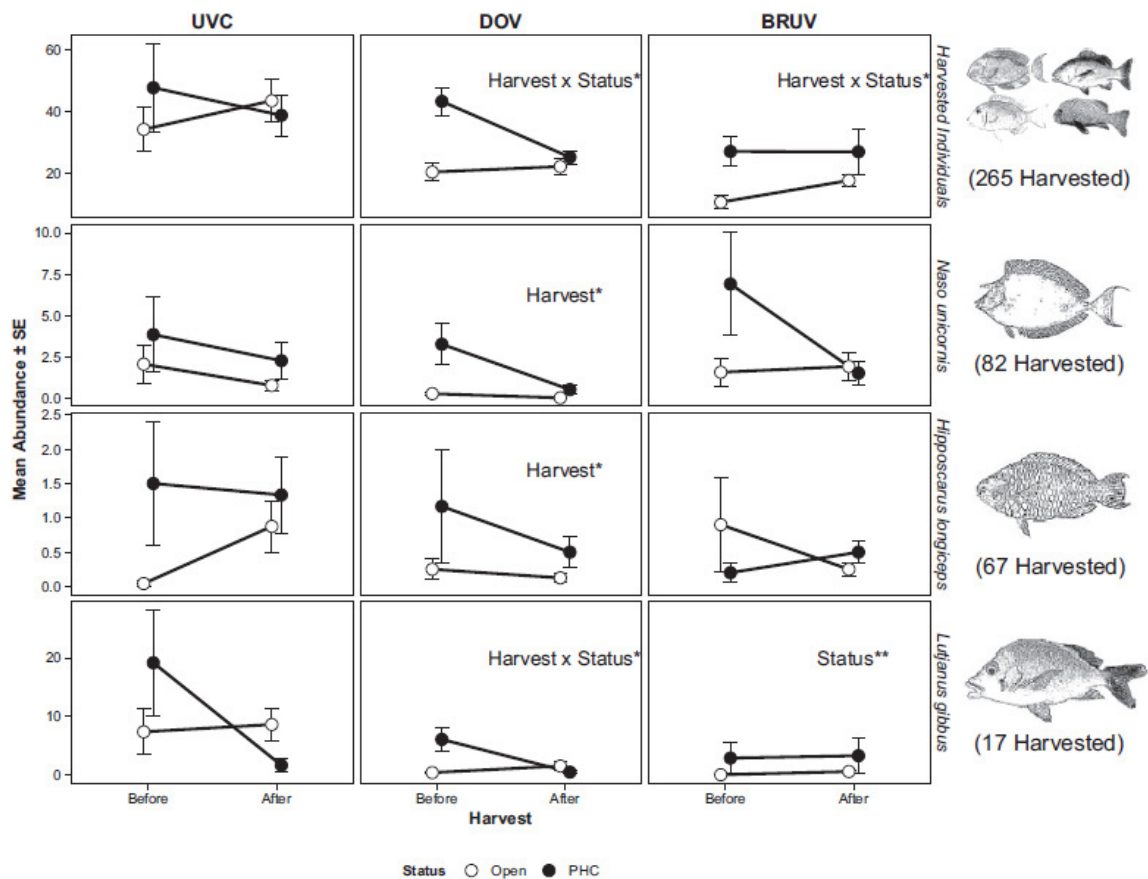 UVC DOV BRUV
Mean Abundance ± SE
60
40
20
Harvest x Status*
Harvest x Status*
Harvested Individuals
(265 Harvested)
10.0
7.5
5.0
2.5
0.0
Harvest*
Naso unicornis
(82 Harvested)
2.5
2.0
1.5
1.0
0.5
0.0
Harvest*
Hipposcarus longiceps
(67 Harvested)
20
10
0
Harvest x Status*
Status**
Lutjanus gibbus
(17 Harvested)
Before After Before After Before After
Harvest
Status Open PHC